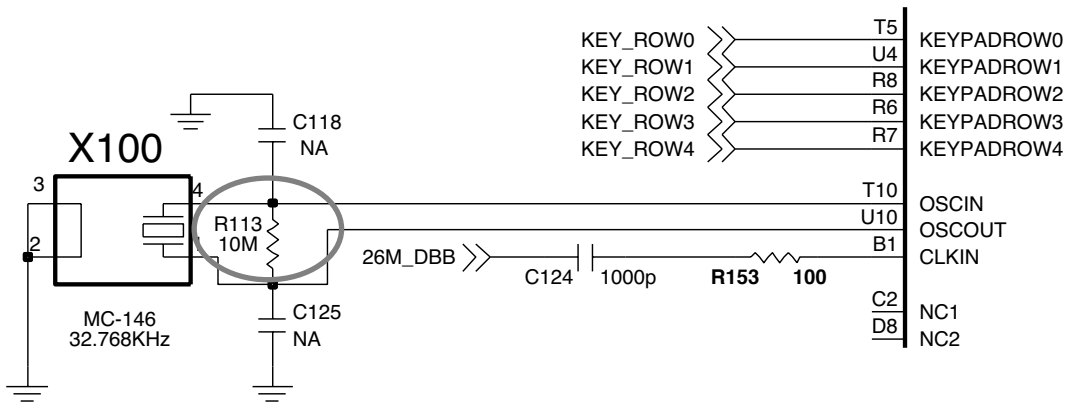 KEY_ROW0 T5 KEYPADROW0
KEY_ROW1 U4 KEYPADROW1
KEY_ROW2 R8 KEYPADROW2
KEY_ROW3 R6 KEYPADROW3
KEY_ROW4 R7 KEYPADROW4
C118
NA
X100
3
4
2
R113
10M
T10 OSCIN
U10 OSCOUT
26M_DBB C124 1000p R153 100 B1 CLKIN
C2 NC1
D8 NC2
C125
NA
MC-146
32.768KHz